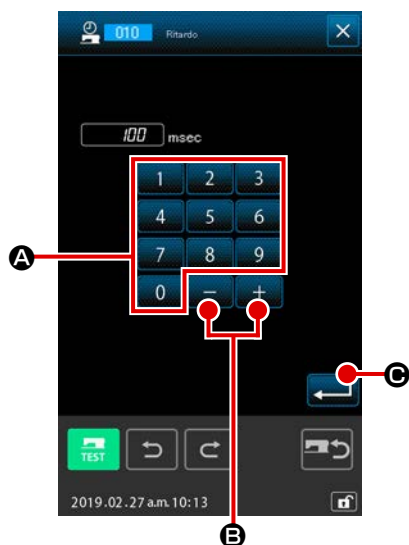 010 Ritardo
100 msec
1 2 3
4 5 6
A
7 8 9
0 − +
C
TEST
2019.02.27 a.m. 10:13
B